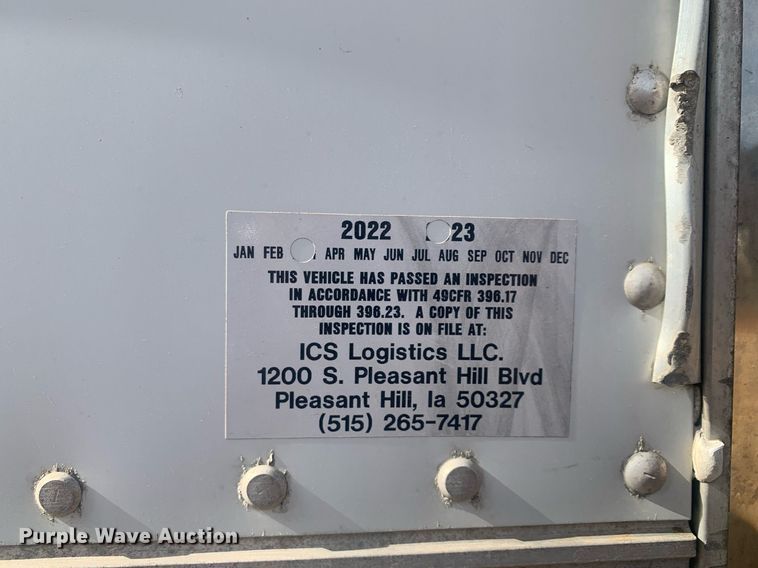 2022 23
JAN FEB APR MAY JUN JUL AUG SEP OCT NOV DEC
THIS VEHICLE HAS PASSED AN INSPECTION
IN ACCORDANCE WITH 49CFR 396.17
THROUGH 396.23. A COPY OF THIS
INSPECTION IS ON FILE AT:
ICS Logistics LLC.
1200 S. Pleasant Hill Blvd
Pleasant Hill, Ia 50327
(515) 265-7417
Purple Wave Auction